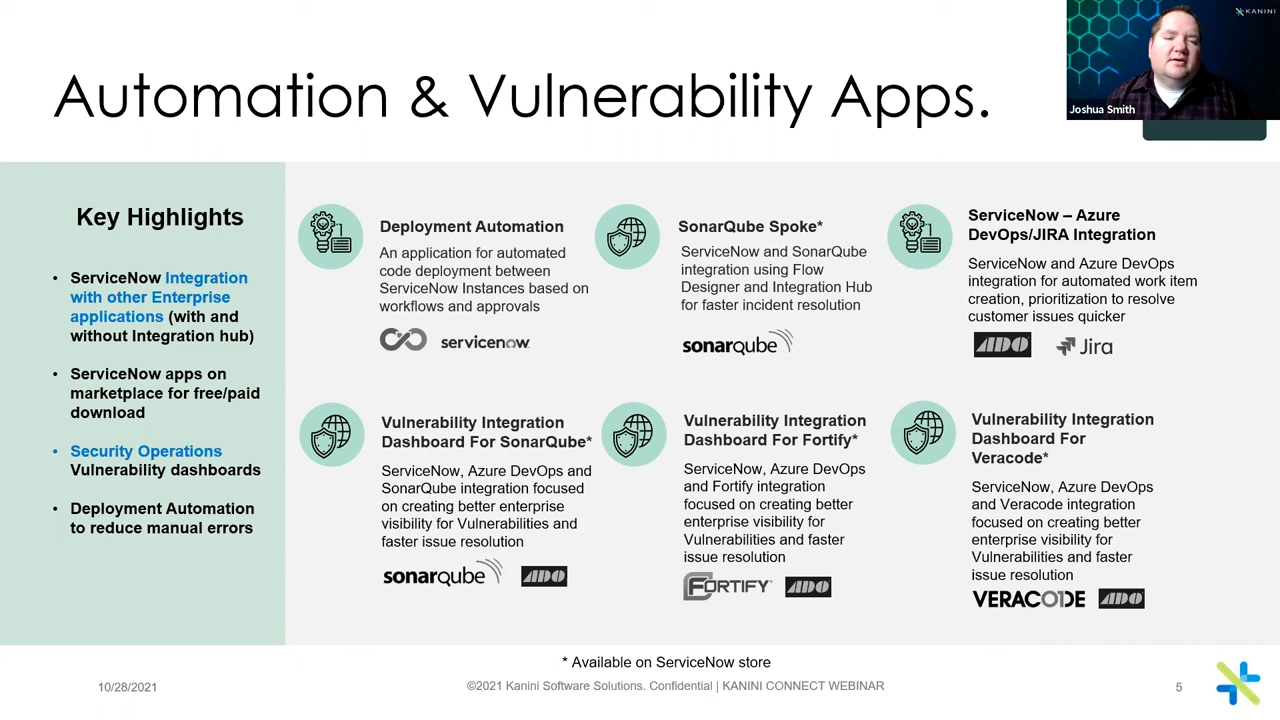 KANINI
Joshua Smith
Automation & Vulnerability Apps.
Key Highlights
• ServiceNow Integration
with other Enterprise
applications (with and
without Integration hub)
• ServiceNow apps on
marketplace for free/paid
download
• Security Operations
Vulnerability dashboards
• Deployment Automation
to reduce manual errors
Deployment Automation
An application for automated
code deployment between
ServiceNow Instances based on
workflows and approvals
servicenow
SonarQube Spoke*
ServiceNow and SonarQube
integration using Flow
Designer and Integration Hub
for faster incident resolution
sonarqube
ServiceNow – Azure
DevOps/JIRA Integration
ServiceNow and Azure DevOps
integration for automated work item
creation, prioritization to resolve
customer issues quicker
ADO Jira
Vulnerability Integration
Dashboard For SonarQube*
ServiceNow, Azure DevOps and
SonarQube integration focused
on creating better enterprise
visibility for Vulnerabilities and
faster issue resolution
sonarqube ADO
Vulnerability Integration
Dashboard For Fortify*
ServiceNow, Azure DevOps
and Fortify integration
focused on creating better
enterprise visibility for
Vulnerabilities and faster
issue resolution
FORTIFY ADO
Vulnerability Integration
Dashboard For
Veracode*
ServiceNow, Azure DevOps
and Veracode integration
focused on creating better
enterprise visibility for
Vulnerabilities and faster
issue resolution
VERACODE ADO
* Available on ServiceNow store
10/28/2021
©2021 Kanini Software Solutions. Confidential | KANINI CONNECT WEBINAR
5